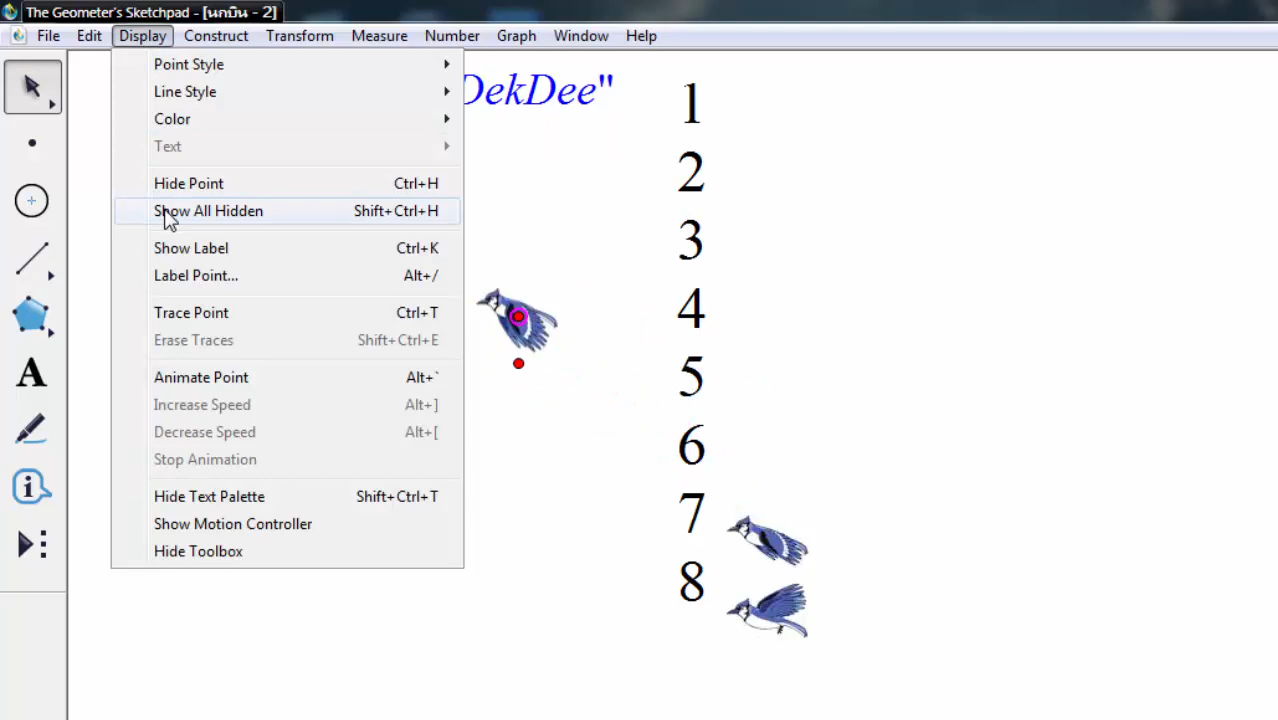 The Geometer's Sketchpad - [นกบิน - 2]
File Edit Display Construct Transform Measure Number Graph Window Help
Point Style
Line Style
Color
Text
Hide Point Ctrl+H
Show All Hidden Shift+Ctrl+H
Show Label Ctrl+K
Label Point... Alt+/
Trace Point Ctrl+T
Erase Traces Shift+Ctrl+E
Animate Point Alt+`
Increase Speed Alt+]
Decrease Speed Alt+[
Stop Animation
Hide Text Palette Shift+Ctrl+T
Show Motion Controller
Hide Toolbox
A
DekDee"
1
2
3
4
5
6
7
8